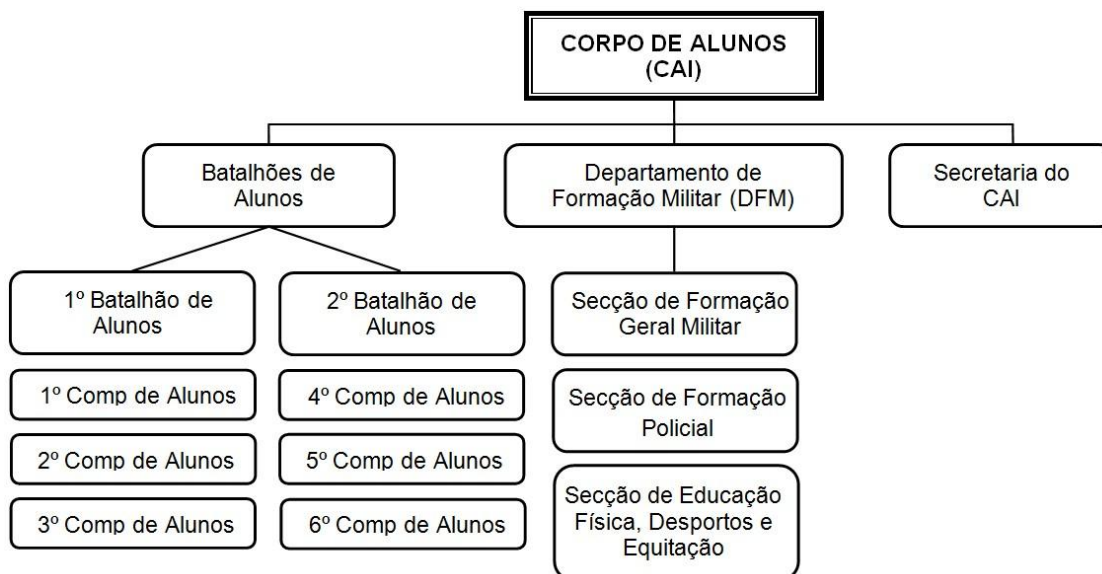 CORPO DE ALUNOS
(CAI)
Batalhões de
Alunos
Departamento de
Formação Militar (DFM)
Secretaria do
CAI
1º Batalhão de
Alunos
2º Batalhão de
Alunos
Secção de Formação
Geral Militar
1º Comp de Alunos
4º Comp de Alunos
Secção de Formação
Policial
2º Comp de Alunos
5º Comp de Alunos
Secção de Educação
Física, Desportos e
Equitação
3º Comp de Alunos
6º Comp de Alunos